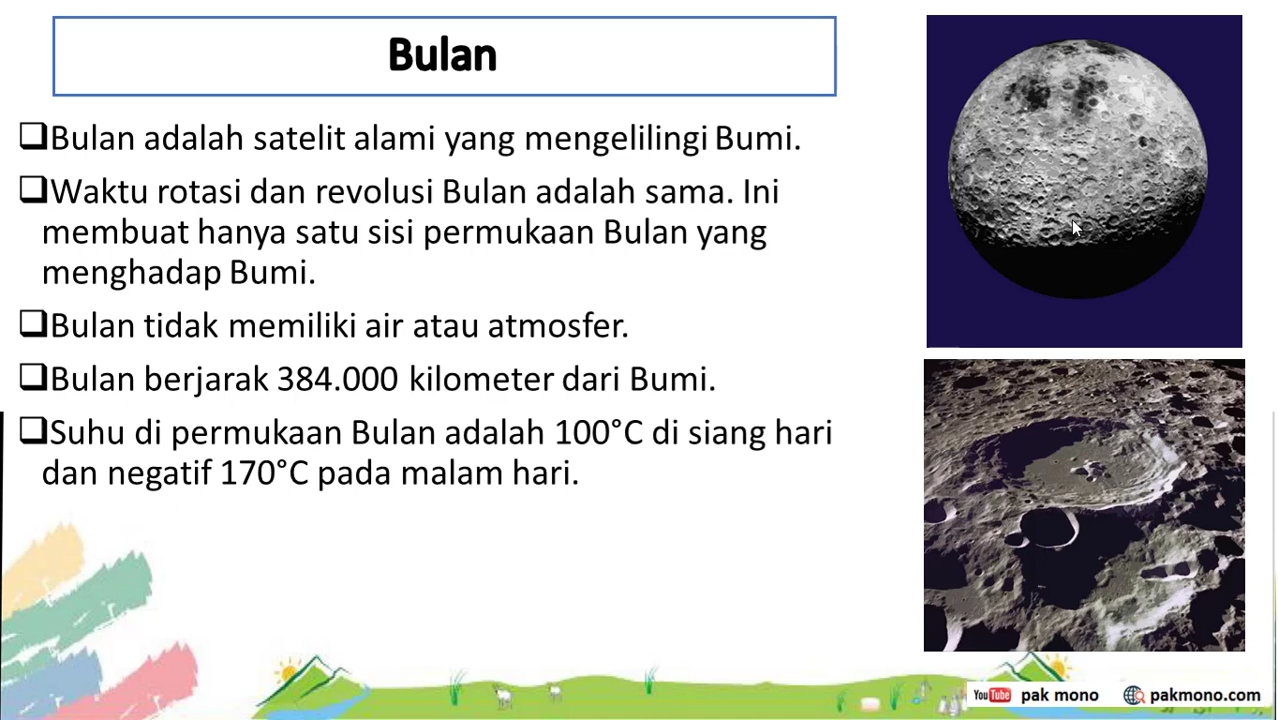 Bulan
❑Bulan adalah satelit alami yang mengelilingi Bumi.
❑Waktu rotasi dan revolusi Bulan adalah sama. Ini
membuat hanya satu sisi permukaan Bulan yang
menghadap Bumi.
❑Bulan tidak memiliki air atau atmosfer.
❑Bulan berjarak 384.000 kilometer dari Bumi.
❑Suhu di permukaan Bulan adalah 100°C di siang hari
dan negatif 170°C pada malam hari.
YouTube pak mono pakmono.com